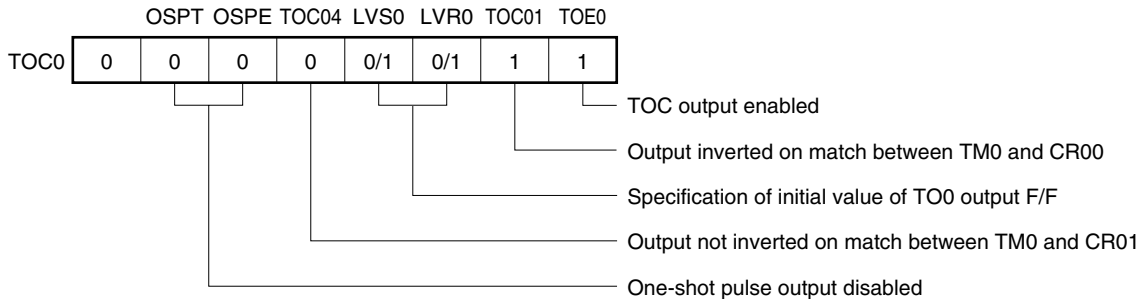 OSPT OSPE TOC04 LVS0 LVR0 TOC01 TOE0
TOC0 0 0 0 0 0/1 0/1 1 1
TOC output enabled
Output inverted on match between TM0 and CR00
Specification of initial value of TO0 output F/F
Output not inverted on match between TM0 and CR01
One-shot pulse output disabled